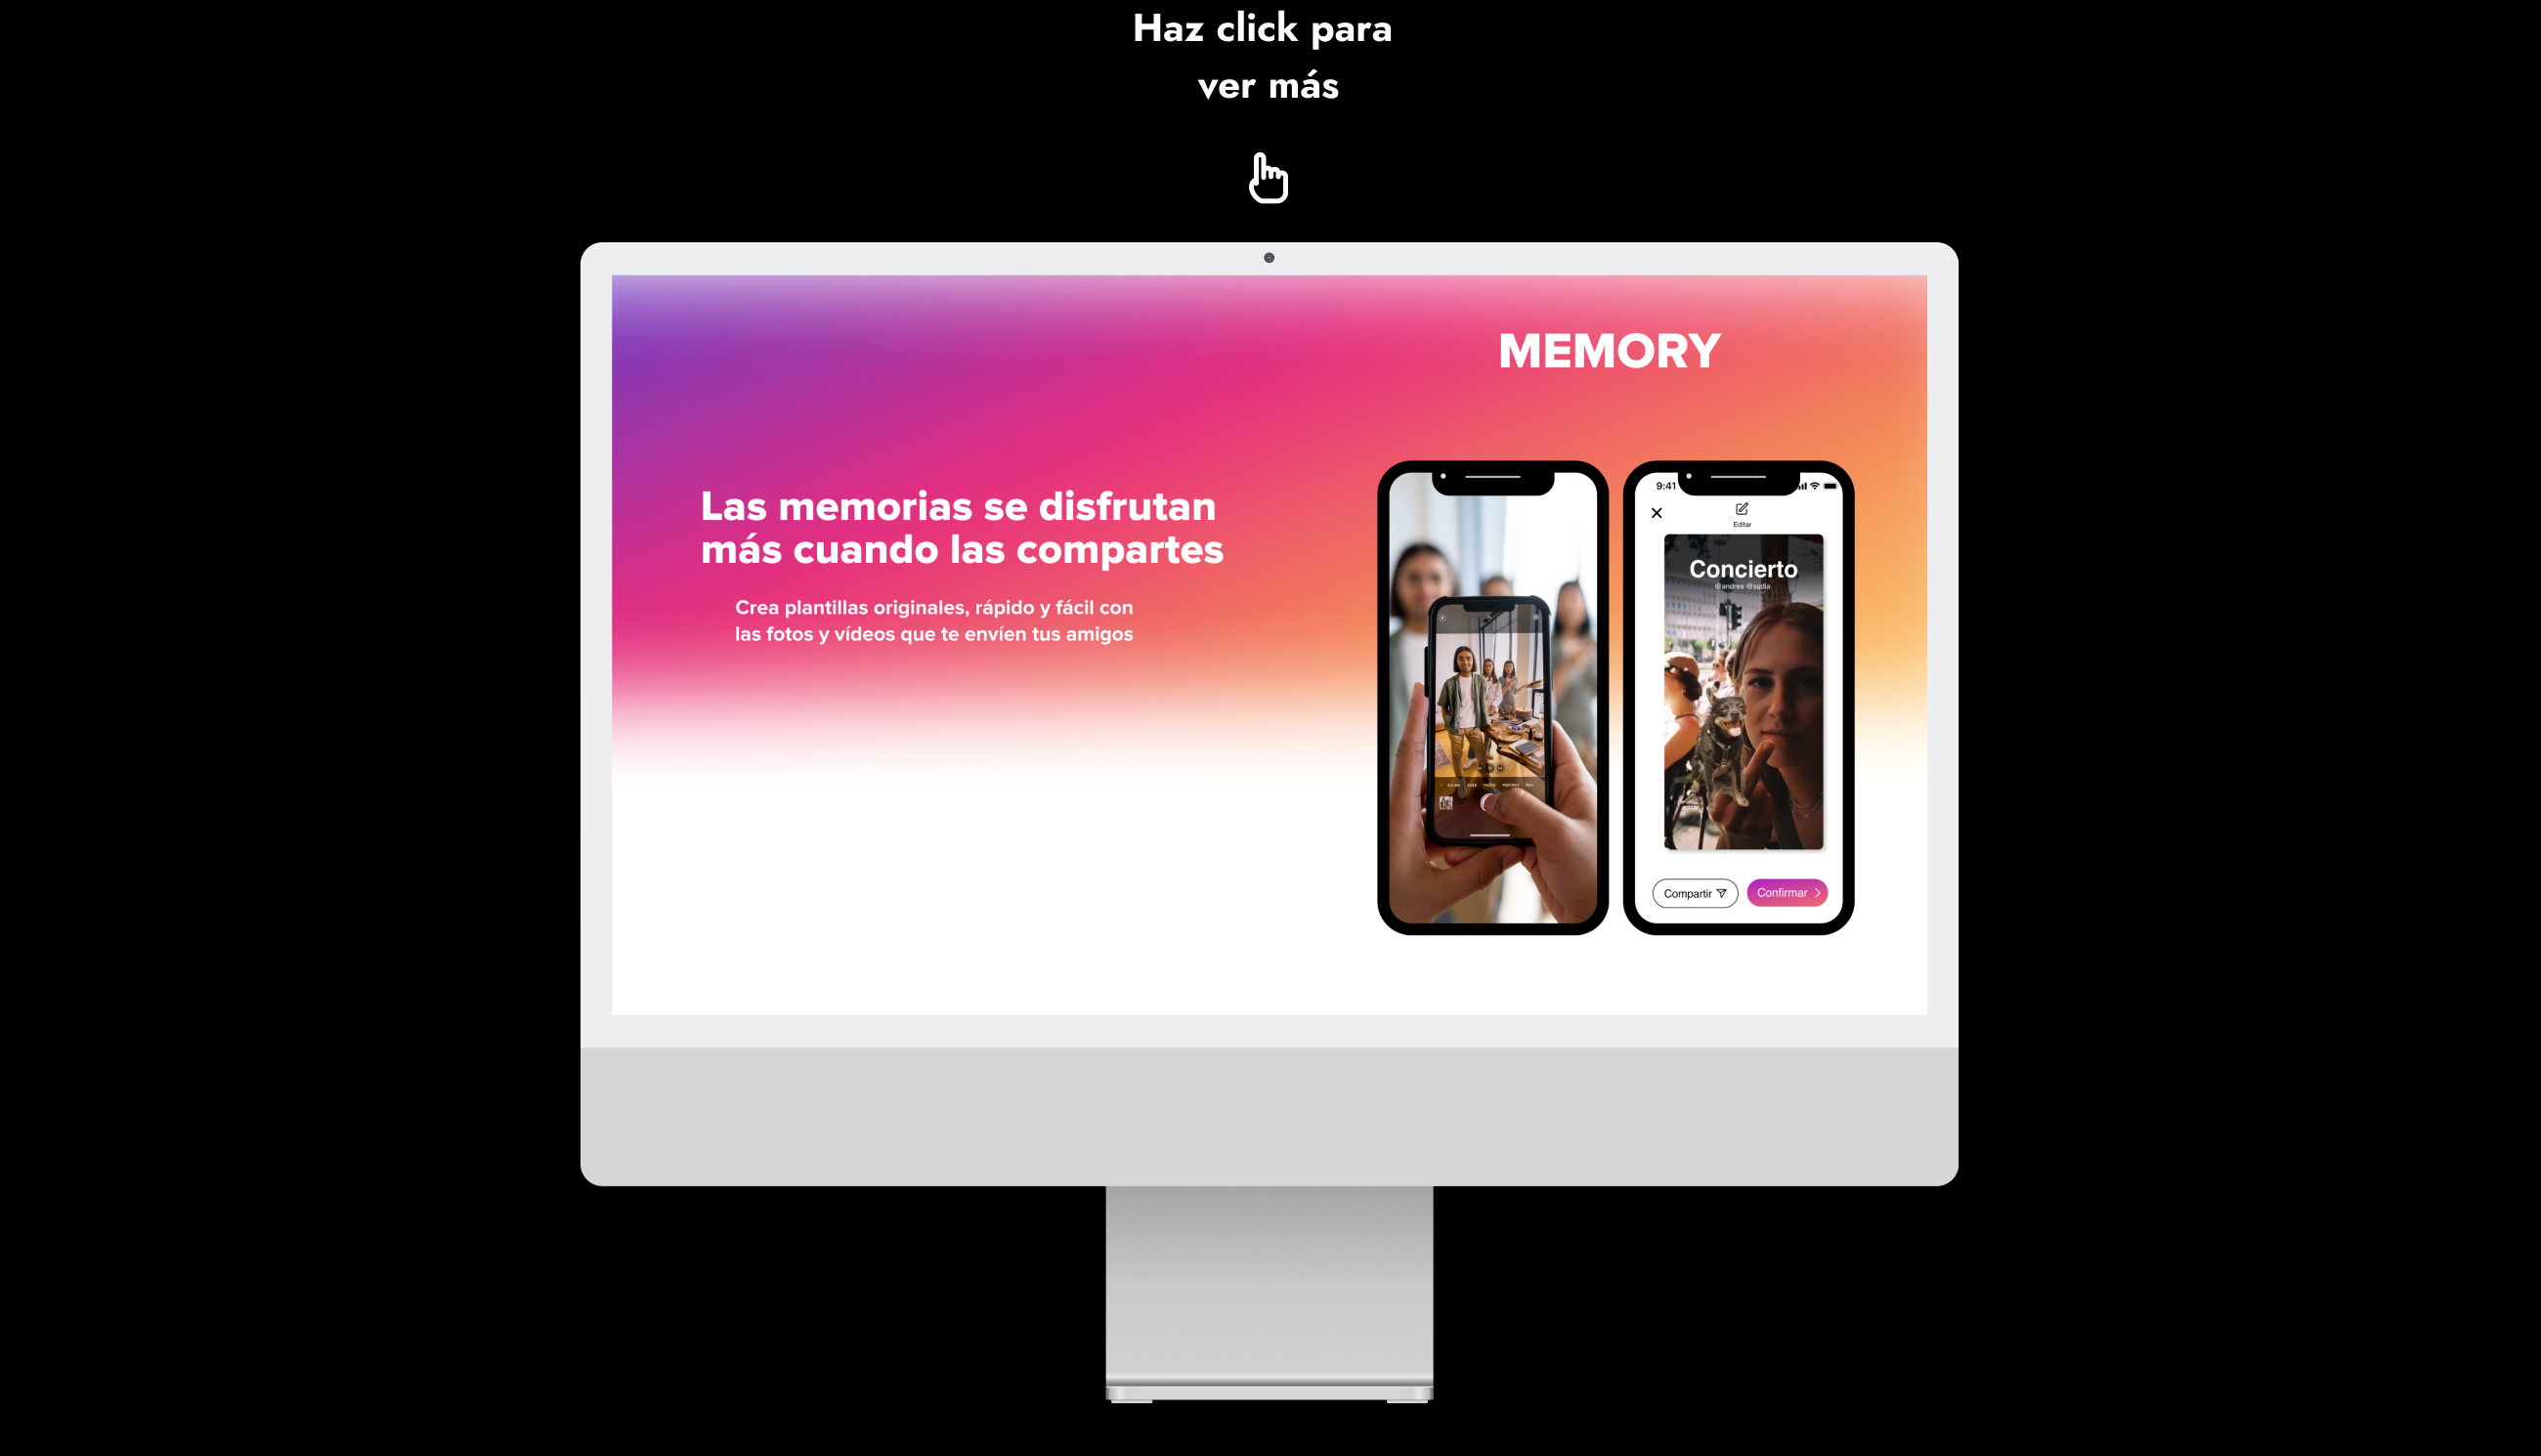 Haz click para
ver más
MEMORY
Las memorias se disfrutan
más cuando las compartes
Crea plantillas originales, rápido y fácil con
las fotos y vídeos que te envíen tus amigos
9:41
Editar
Concierto
@andres @sadia
Compartir
Confirmar